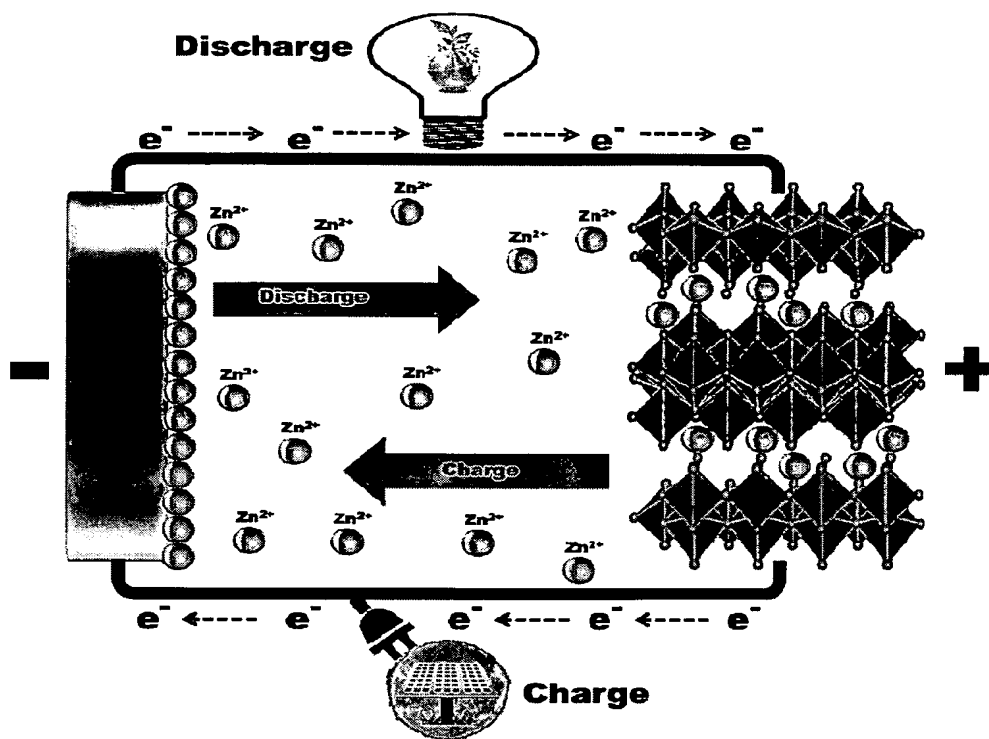 Discharge
e⁻ e⁻ e⁻ e⁻
Zn²⁺
Zn²⁺
Zn²⁺
Zn²⁺
Zn²⁺
Discharge
Zn²⁺
Zn²⁺
Zn²⁺
- +
Zn²⁺
Charge
Zn²⁺
Zn²⁺
Zn²⁺
Zn²⁺
e⁻ e⁻ e⁻ e⁻ e⁻
Charge